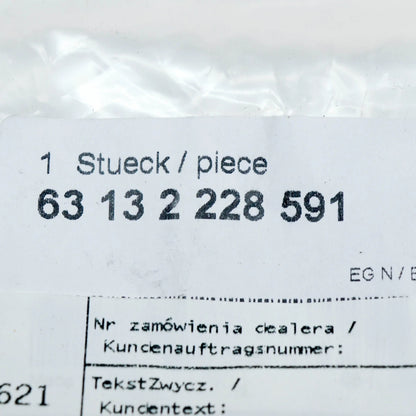 1 Stueck / piece
63 13 2 228 591
EG N /
Nr zamówienia dealera /
Kundenauftragsnummer:
621
TekstZwycz. /
Kundentext: